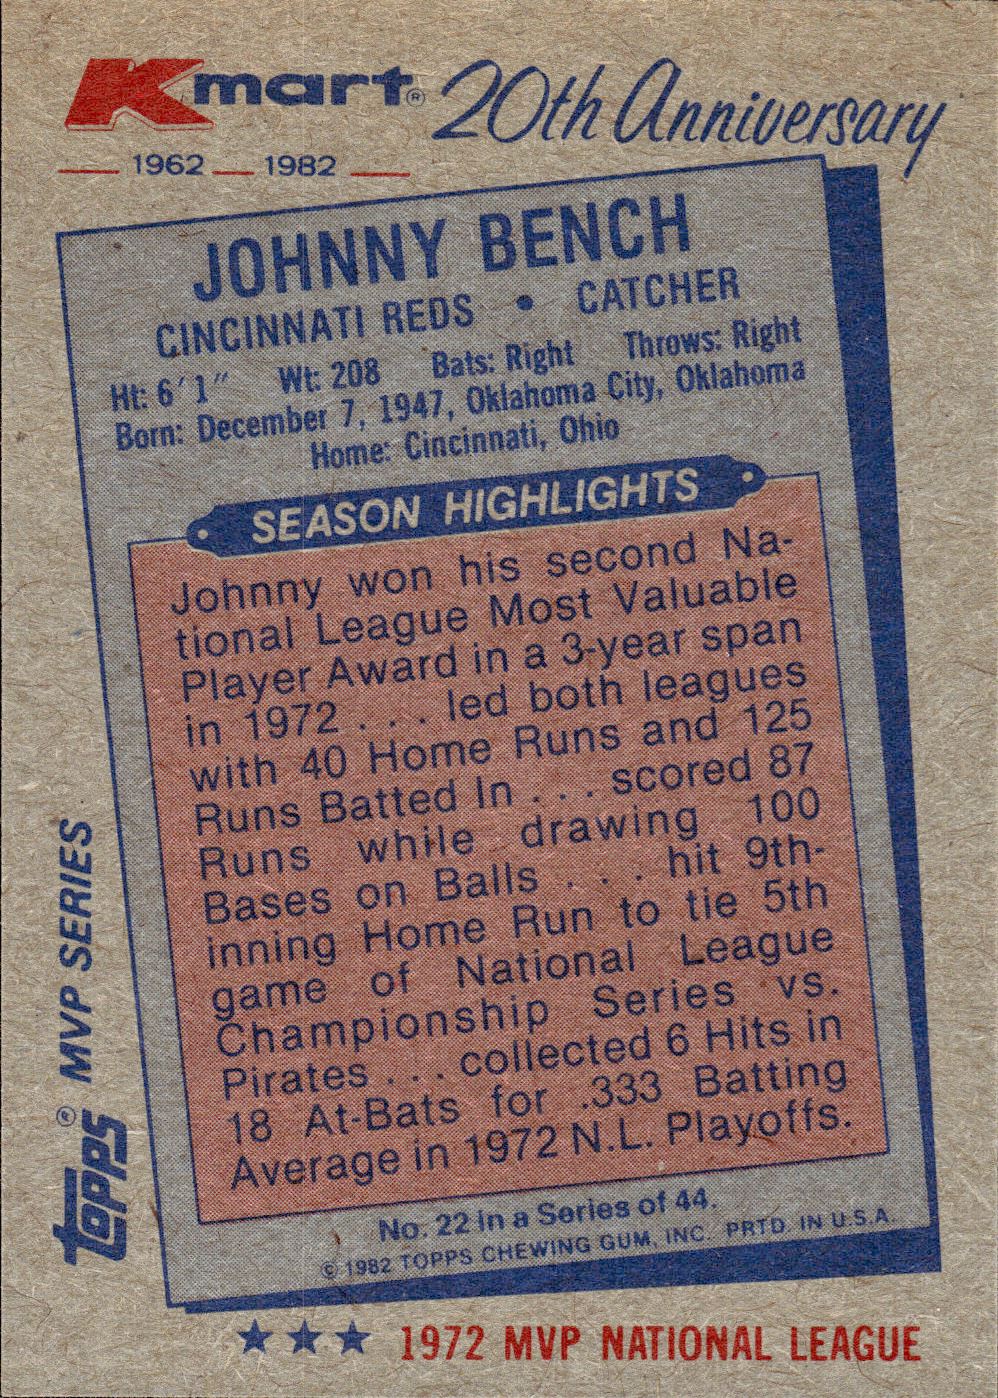 Kmart® 20th Anniversary
1962 1982
JOHNNY BENCH
CINCINNATI REDS • CATCHER
Ht: 6'1" Wt: 208 Bats: Right Throws: Right
Born: December 7, 1947, Oklahoma City, Oklahoma
Home: Cincinnati, Ohio
SEASON HIGHLIGHTS
Johnny won his second Na-
tional League Most Valuable
Player Award in a 3-year span
in 1972 . . . led both leagues
with 40 Home Runs and 125
Runs Batted In . . . scored 87
Runs while drawing 100
Bases on Balls . . . hit 9th-
inning Home Run to tie 5th
game of National League
Championship Series vs.
Pirates . . . collected 6 Hits in
18 At-Bats for .333 Batting
Average in 1972 N.L. Playoffs.
No. 22 in a Series of 44.
© 1982 TOPPS CHEWING GUM, INC. PRTD. IN U.S.A.
topps® MVP SERIES
★★★ 1972 MVP NATIONAL LEAGUE